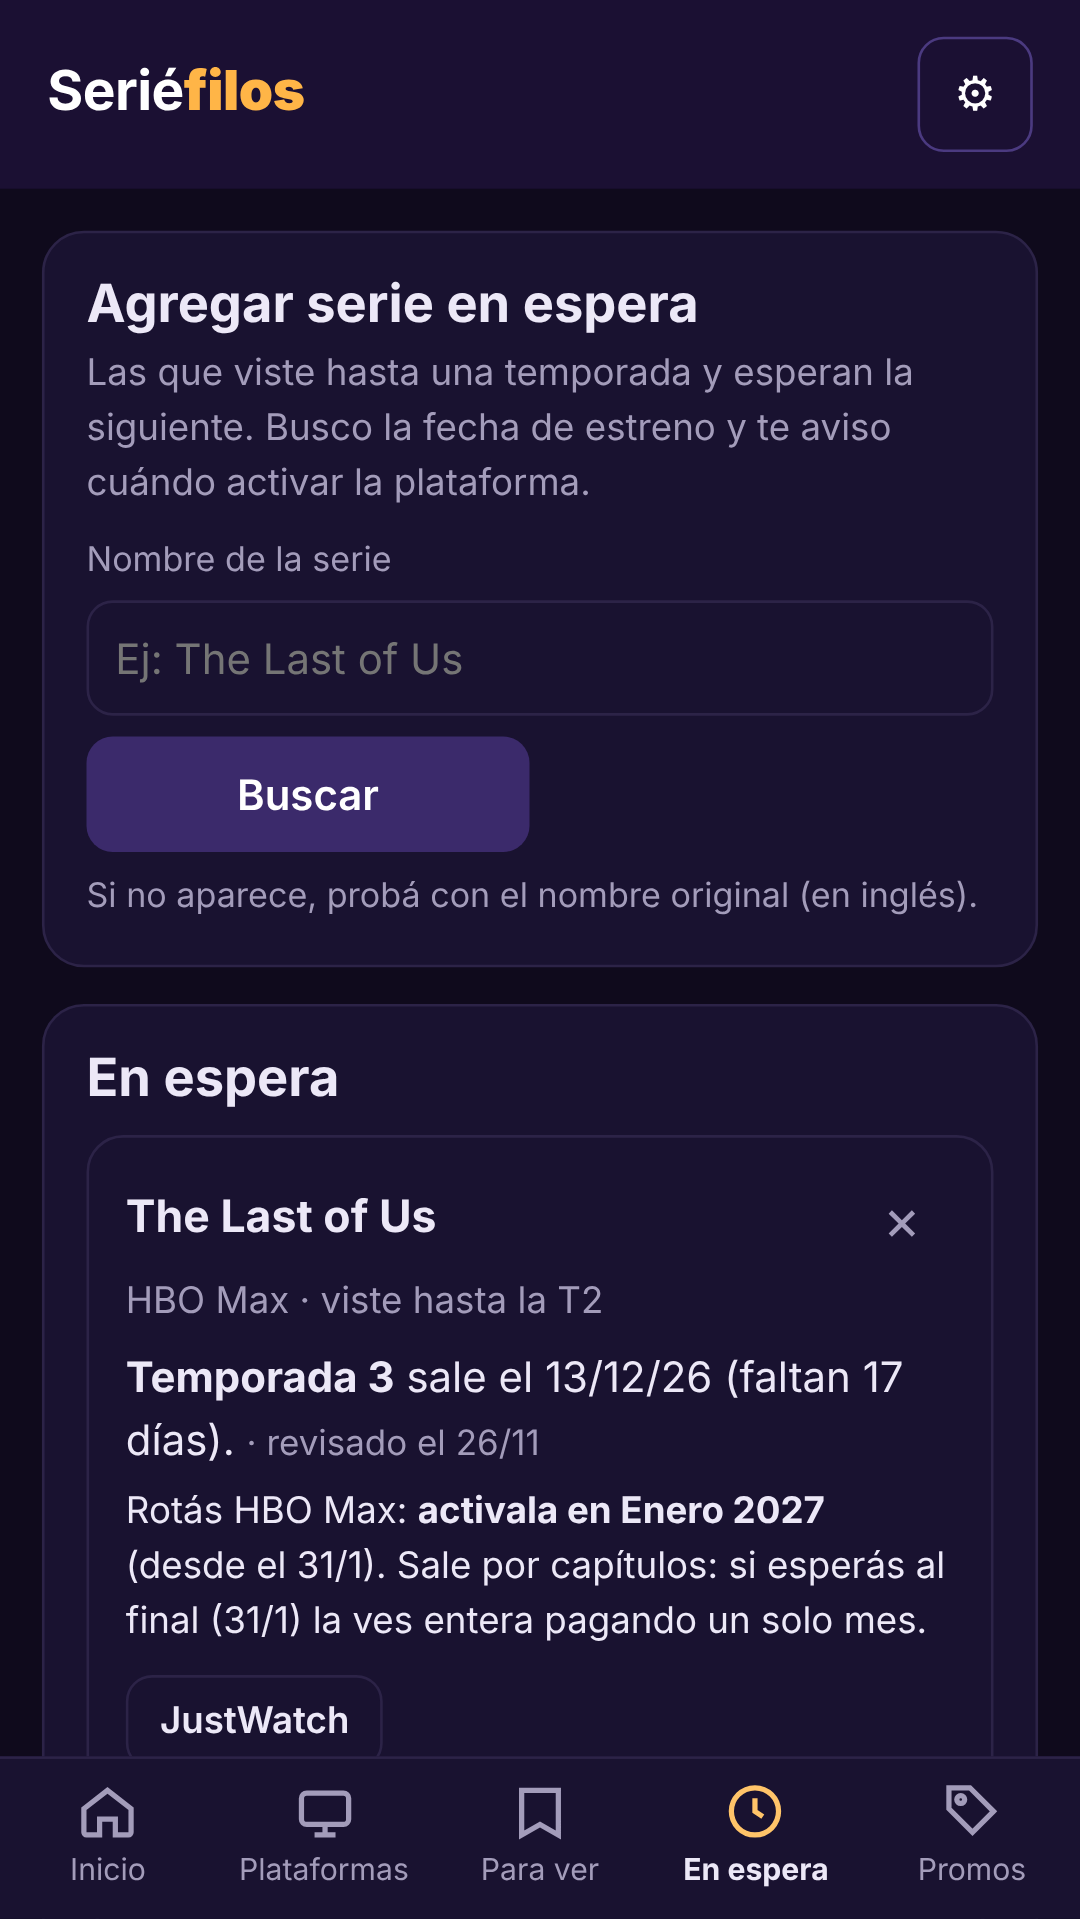 Seriéfilos
Agregar serie en espera
Las que viste hasta una temporada y esperan la
siguiente. Busco la fecha de estreno y te aviso
cuándo activar la plataforma.
Nombre de la serie
Ej: The Last of Us
Buscar
Si no aparece, probá con el nombre original (en inglés).
En espera
The Last of Us
HBO Max · viste hasta la T2
Temporada 3 sale el 13/12/26 (faltan 17
días). · revisado el 26/11
Rotás HBO Max: activala en Enero 2027
(desde el 31/1). Sale por capítulos: si esperás al
final (31/1) la ves entera pagando un solo mes.
JustWatch
Inicio Plataformas Para ver En espera Promos